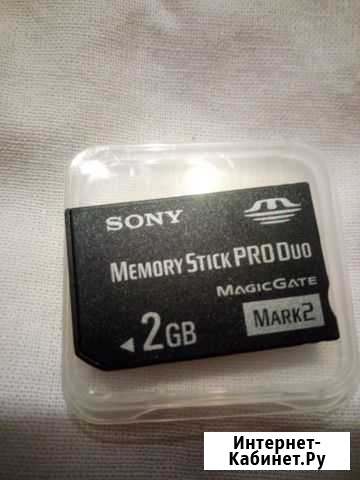 SONY
MEMORY STICK PRO DUO
MAGICGATE
MARK2
2GB
Интернет-
Кабинет.Ру